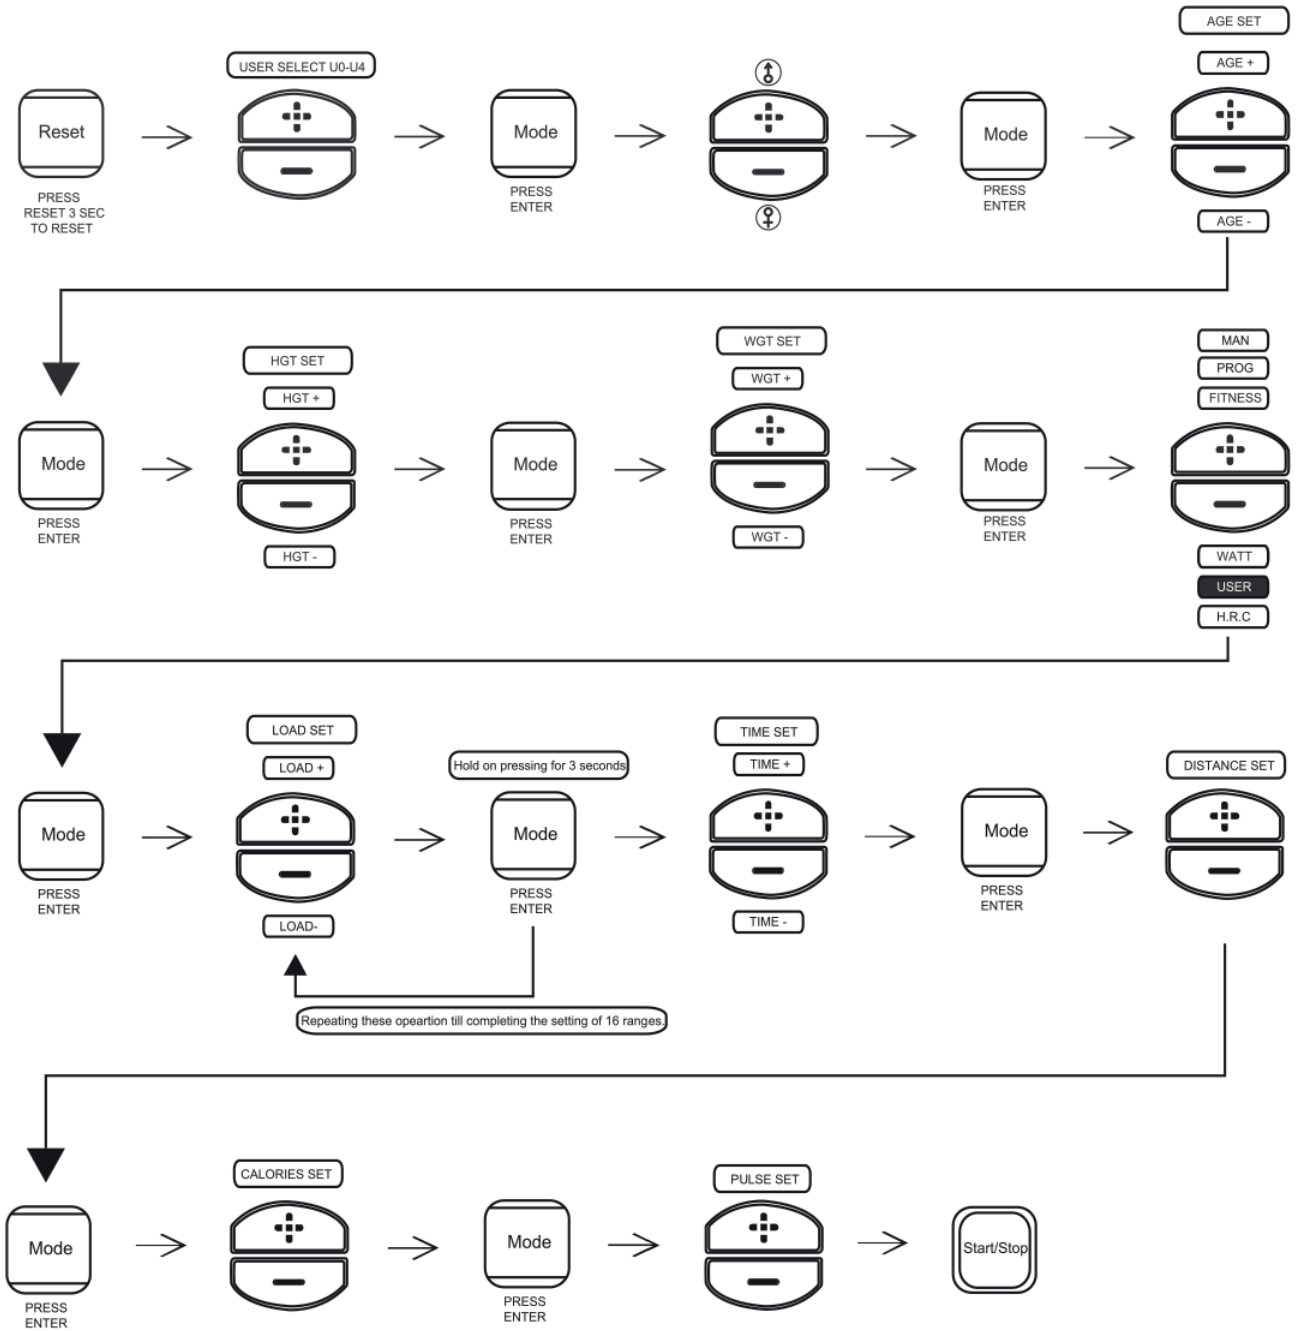 AGE SET
USER SELECT U0-U4
AGE +
Reset
Mode
Mode
PRESS
RESET 3 SEC
TO RESET
PRESS
ENTER
PRESS
ENTER
AGE -
HGT SET
HGT +
WGT SET
WGT +
MAN
PROG
FITNESS
Mode
Mode
Mode
PRESS
ENTER
HGT -
PRESS
ENTER
WGT -
PRESS
ENTER
WATT
USER
H.R.C
LOAD SET
LOAD +
Hold on pressing for 3 seconds
TIME SET
TIME +
DISTANCE SET
Mode
Mode
Mode
PRESS
ENTER
LOAD-
PRESS
ENTER
TIME -
PRESS
ENTER
Repeating these opeartion till completing the setting of 16 ranges.
CALORIES SET
PULSE SET
Mode
Mode
Start/Stop
PRESS
ENTER
PRESS
ENTER